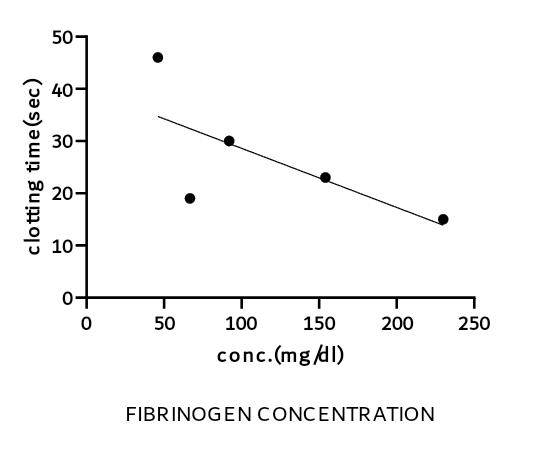 50
40
30
20
10
0
clotting time(sec)
0 50 100 150 200 250
conc.(mg/dl)
FIBRINOGEN CONCENTRATION